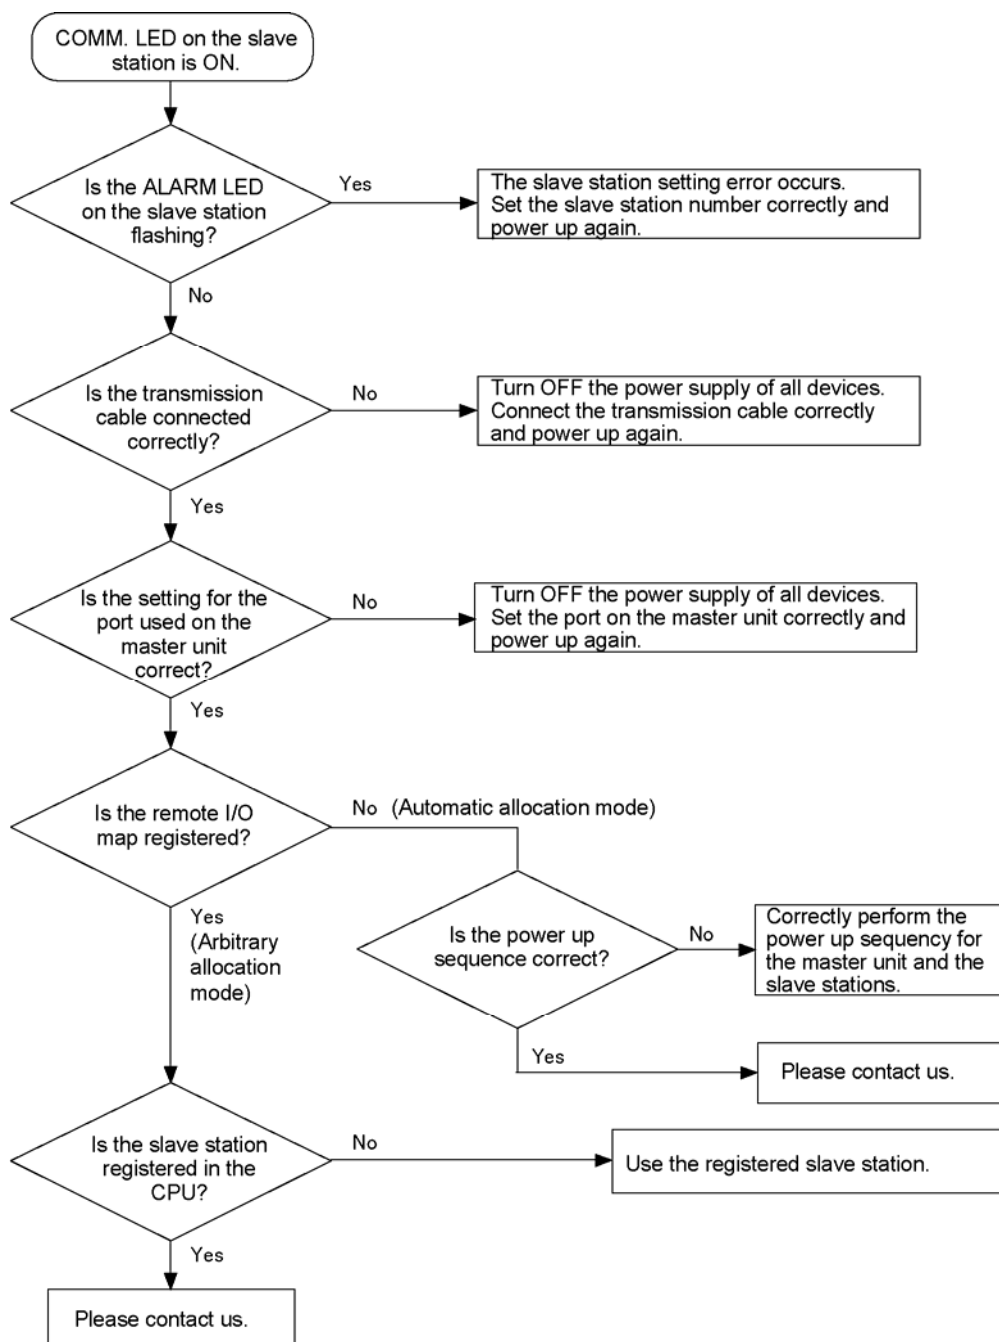 COMM. LED on the slave
station is ON.
Is the ALARM LED
on the slave station
flashing?
Yes
The slave station setting error occurs.
Set the slave station number correctly and
power up again.
No
Is the transmission
cable connected
correctly?
No
Turn OFF the power supply of all devices.
Connect the transmission cable correctly
and power up again.
Yes
Is the setting for the
port used on the
master unit
correct?
No
Turn OFF the power supply of all devices.
Set the port on the master unit correctly and
power up again.
Yes
Is the remote I/O
map registered?
No (Automatic allocation mode)
Yes
(Arbitrary
allocation
mode)
Is the power up
sequence correct?
No
Correctly perform the
power up sequency for
the master unit and the
slave stations.
Yes
Please contact us.
Is the slave station
registered in the
CPU?
No
Use the registered slave station.
Yes
Please contact us.